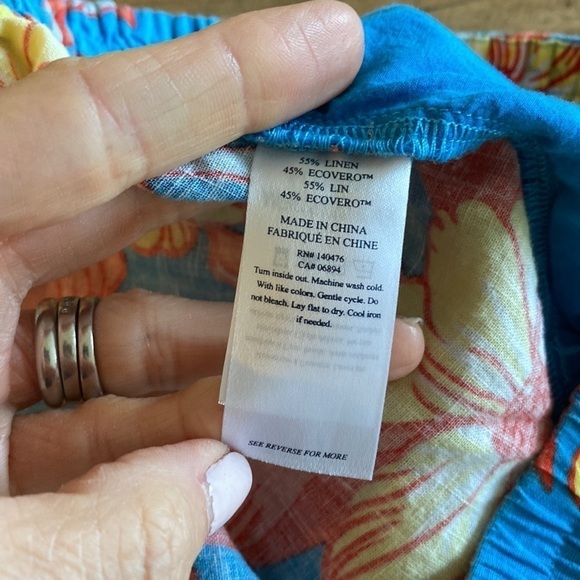 55% LINEN
45% ECOVERO™
55% LIN
45% ECOVERO™
MADE IN CHINA
FABRIQUÉ EN CHINE
RN# 140476
CA# 06894
Turn inside out. Machine wash cold.
With like colors. Gentle cycle. Do
not bleach. Lay flat to dry. Cool iron
if needed.
SEE REVERSE FOR MORE